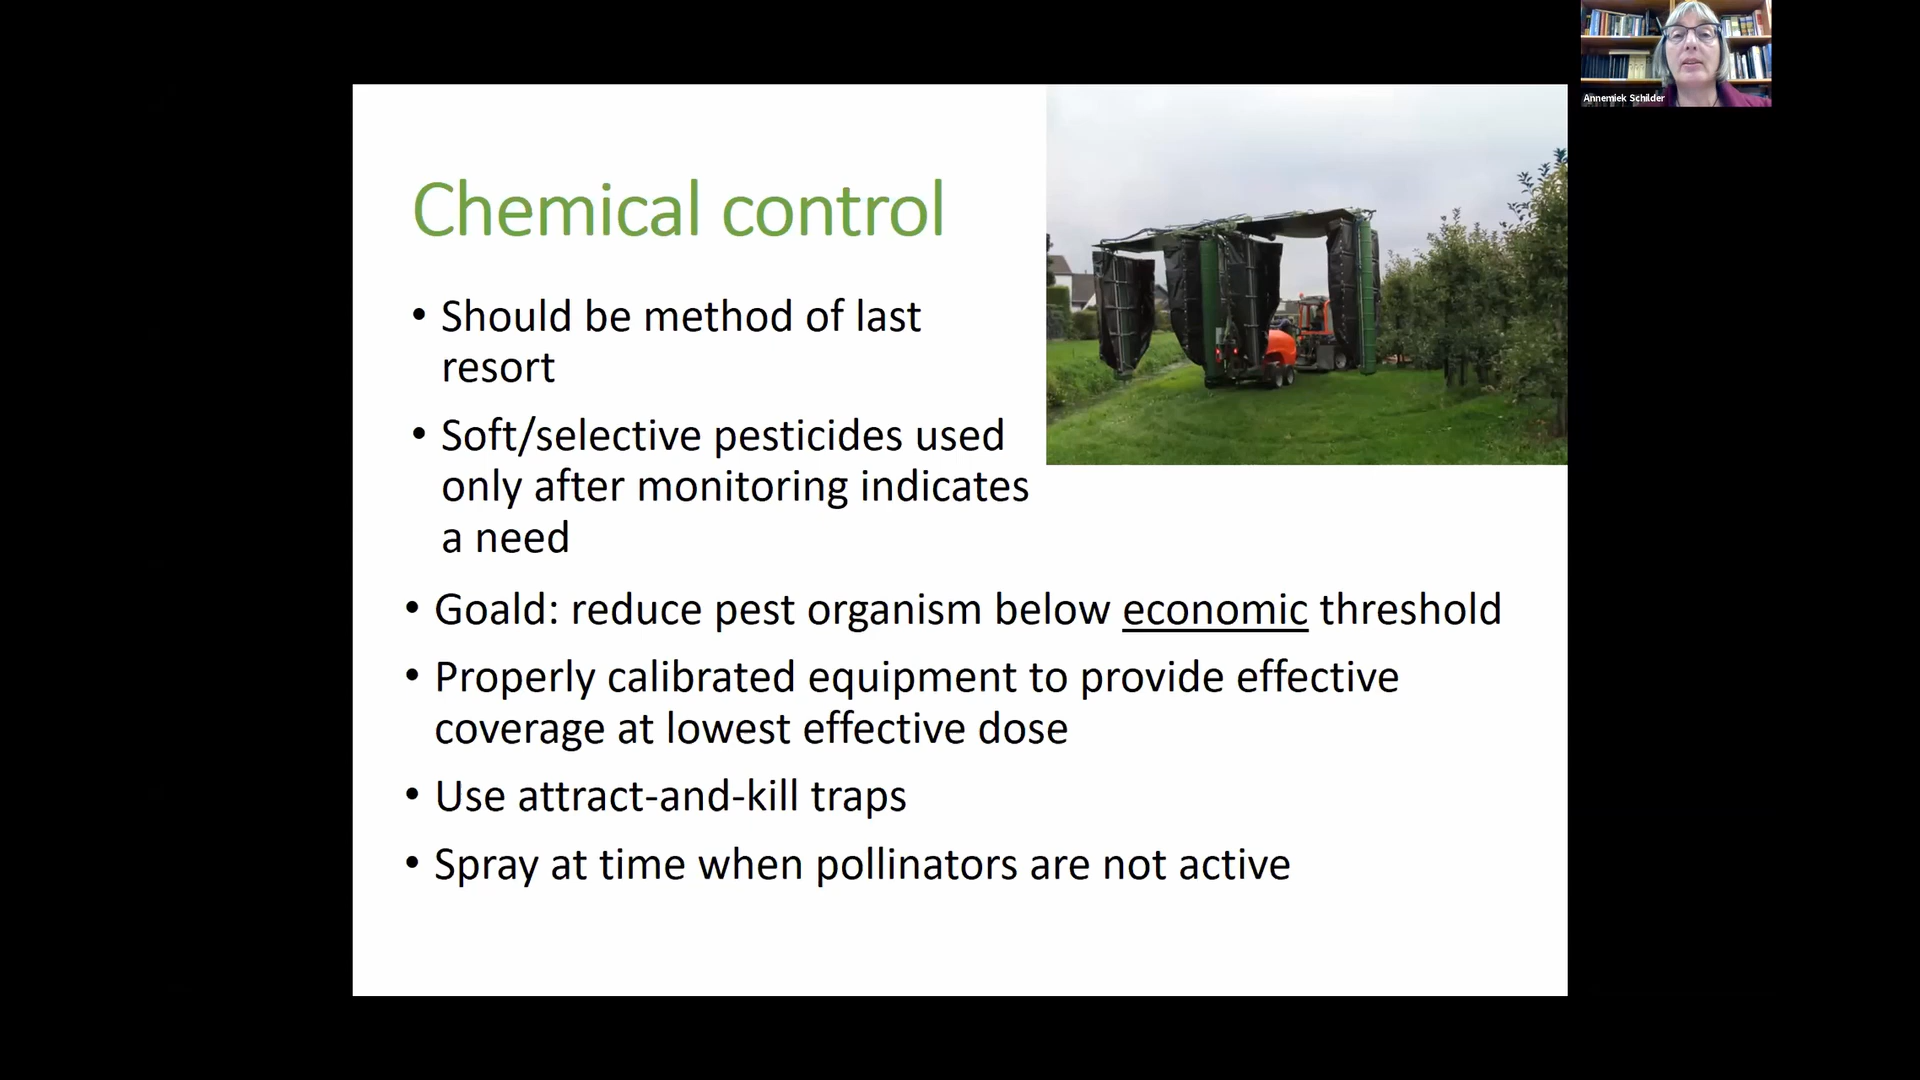 Annemiek Schilder
Chemical control
• Should be method of last
resort
• Soft/selective pesticides used
only after monitoring indicates
a need
• Goald: reduce pest organism below economic threshold
• Properly calibrated equipment to provide effective
coverage at lowest effective dose
• Use attract-and-kill traps
• Spray at time when pollinators are not active